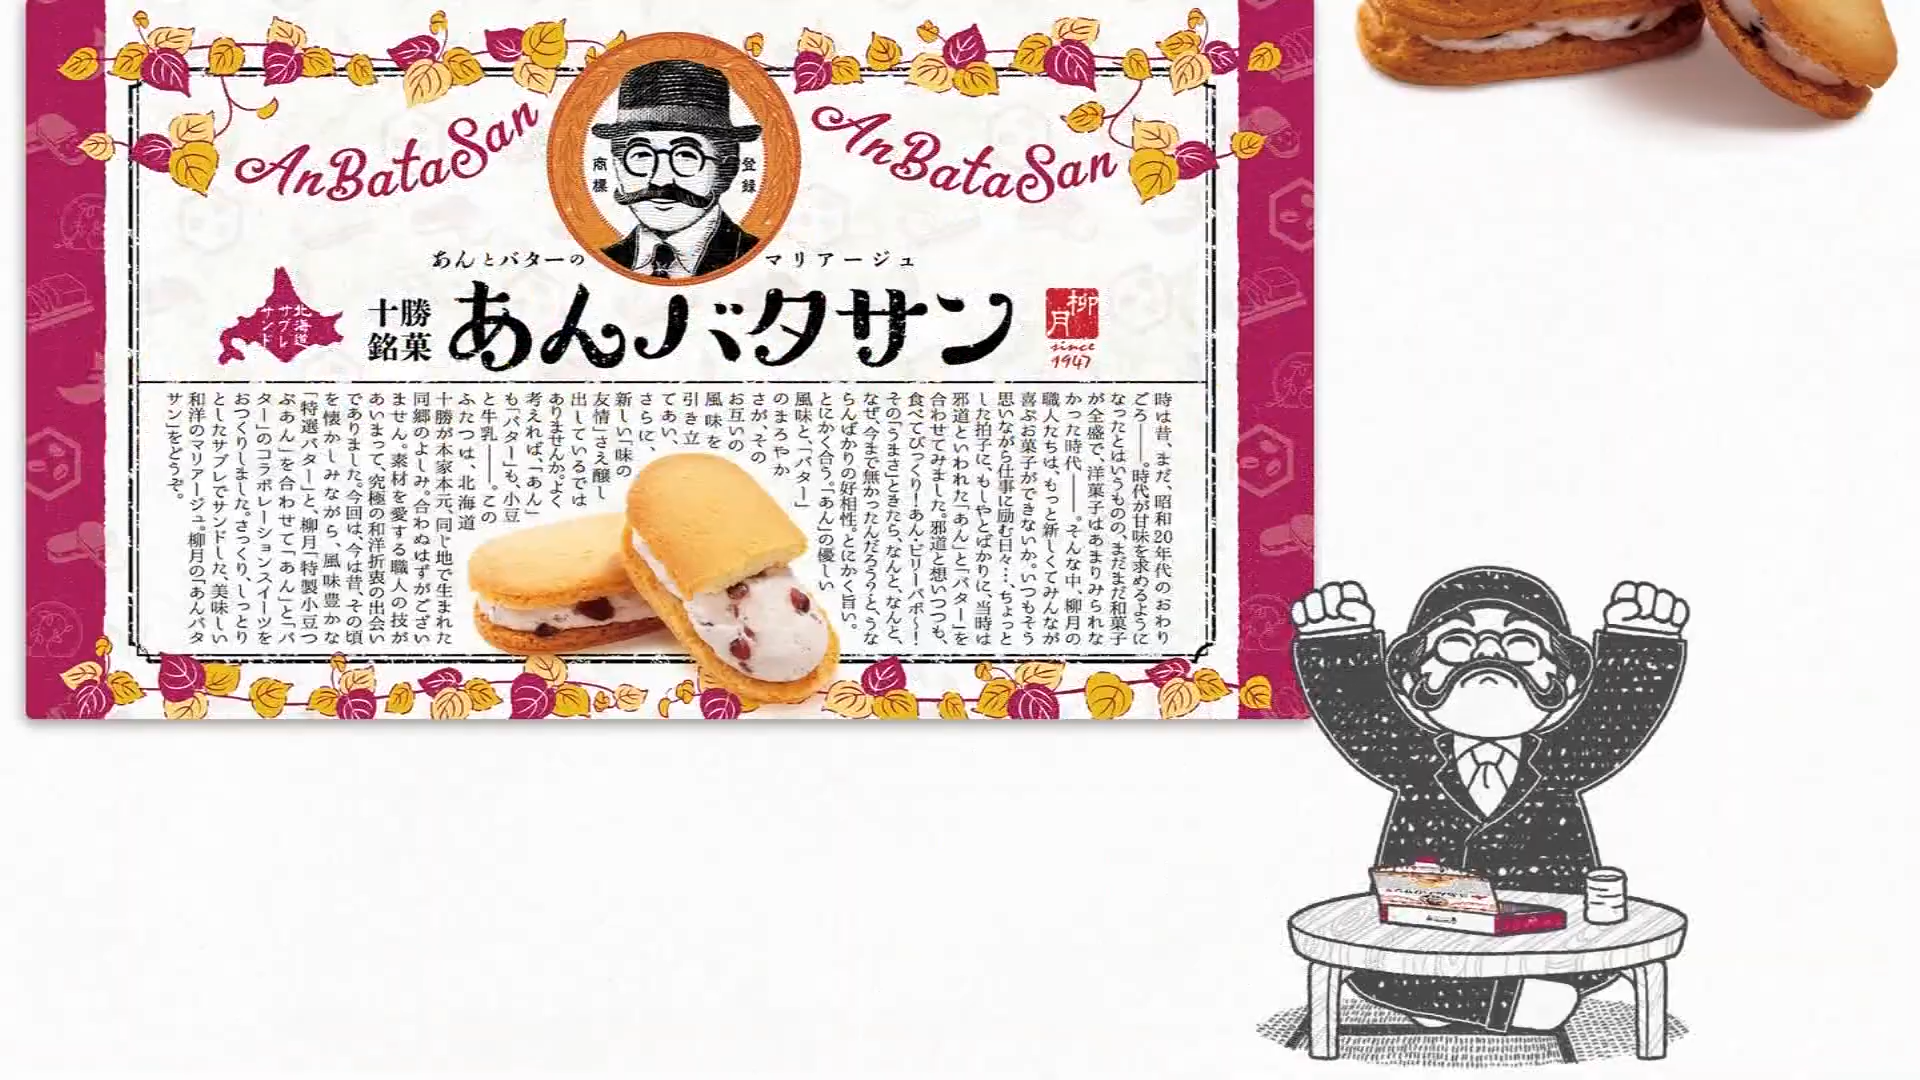 AnBataSan
AnBataSan
商標
登録
あんとバターの
マリアージュ
北海道
サブレ
サンド
十勝
銘菓
あんバタサン
柳月
since
1947
時は昔、まだ、昭和20年代のおわり
ごろ――。時代が甘味を求めるように
なったとはいうものの、まだまだ和菓子
が全盛で、洋菓子はあまりみられな
かった時代――。そんな中、柳月の
職人たちは、もっと新しくてみんなが
喜ぶお菓子ができないか。いつもそう
思いながら仕事に励む日々…、ちょっと
した拍子に、もしやとばかりに、当時は
邪道といわれた「あん」と「バター」を
合わせてみました。邪道と想いつつも、
食べてびっくり!あん・ビリーバボ〜!
その「うまさ」ときたら、なんと、なんと、
なぜ、今まで無かったんだろう?と、うな
らんばかりの好相性。とにかく旨い。
とにかく合う。「あん」の優しい
風味と、「バター」
のまろやか
さが、その
お互いの
風味を
引き立
てあい、
さらに、
新しい「味の
友情」さえ醸し
出しているでは
ありませんか。よく
考えれば、「あん」
も「バター」も、小豆
と牛乳――。この
ふたつは、北海道
十勝が本家本元、同じ地で生まれた
同郷のよしみ。合わぬはずがござい
ません。素材を愛する職人の技が
あいまって、究極の和洋折衷の出会い
でありました。今回は、今は昔、その頃
を懐かしみながら、風味豊かな
「特選バター」と、柳月「特製小豆つ
ぶあん」を合わせて「あん」と「バ
ター」のコラボレーションスイーツを
おつくりしました。さっくり、しっとり
としたサブレでサンドした、美味しい
和洋のマリアージュ。柳月の「あんバタ
サン」をどうぞ。